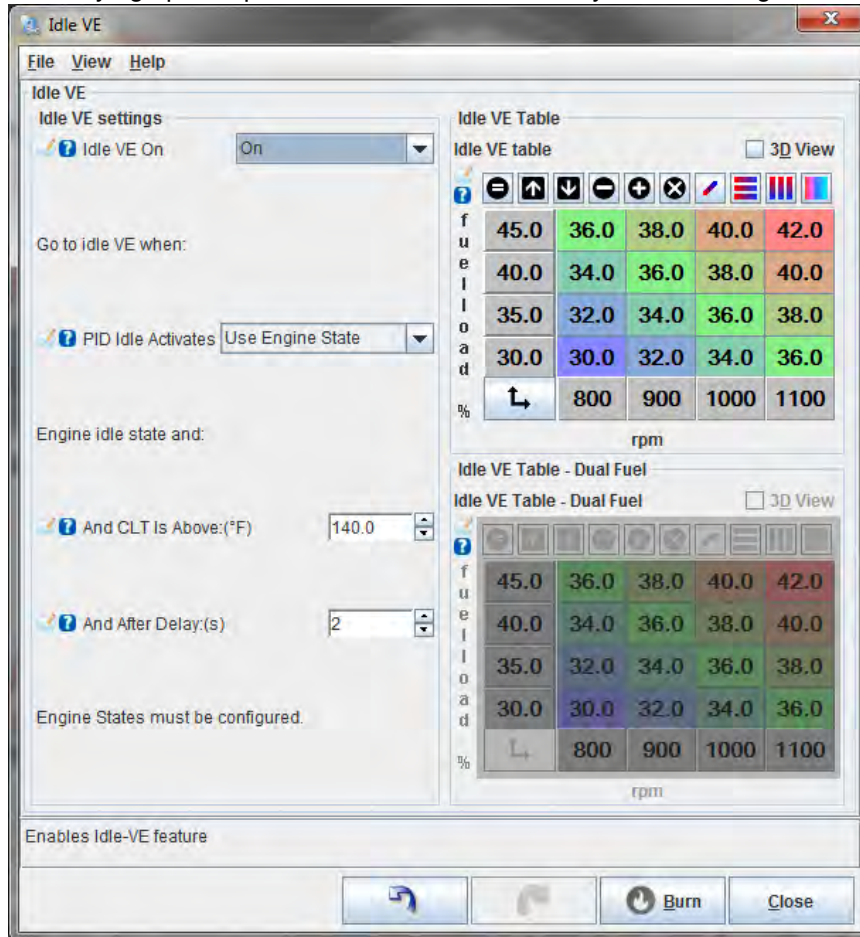 Idle VE
File View Help
Idle VE
Idle VE settings
Idle VE On On
Go to idle VE when:
PID Idle Activates Use Engine State
Engine idle state and:
And CLT Is Above:(°F) 140.0
And After Delay:(s) 2
Engine States must be configured.
Idle VE Table
Idle VE table 3D View
fuelload %
45.0 36.0 38.0 40.0 42.0
40.0 34.0 36.0 38.0 40.0
35.0 32.0 34.0 36.0 38.0
30.0 30.0 32.0 34.0 36.0
800 900 1000 1100
rpm
Idle VE Table - Dual Fuel
Idle VE Table - Dual Fuel 3D View
fuelload %
45.0 36.0 38.0 40.0 42.0
40.0 34.0 36.0 38.0 40.0
35.0 32.0 34.0 36.0 38.0
30.0 30.0 32.0 34.0 36.0
800 900 1000 1100
rpm
Enables Idle-VE feature
Burn Close